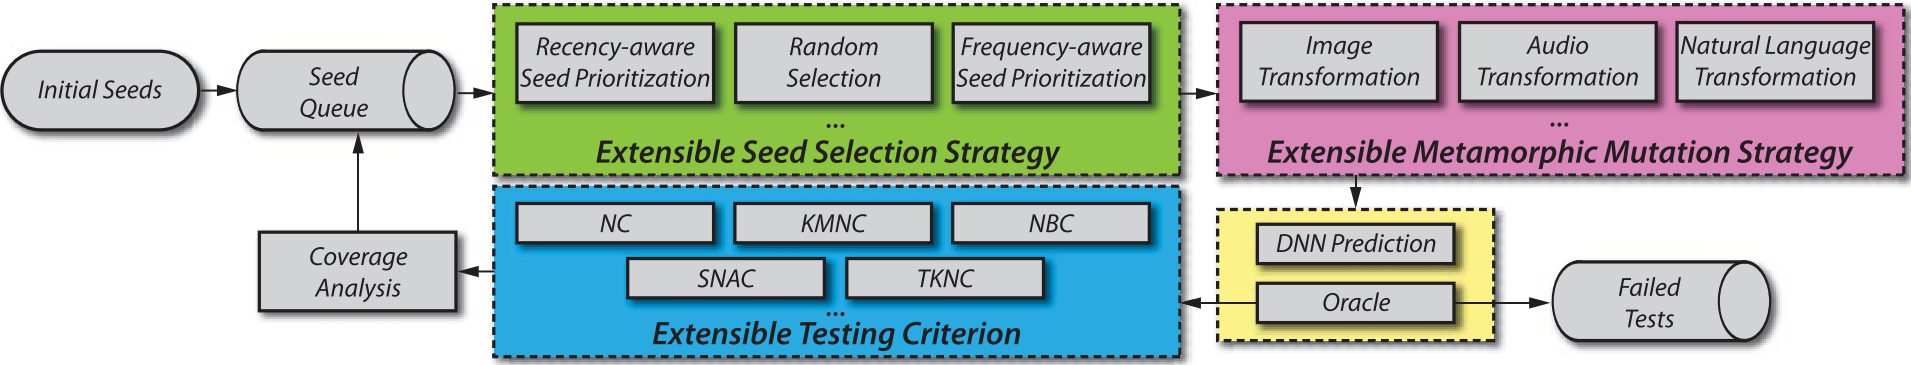 Initial Seeds
Seed
Queue
Recency-aware
Seed Prioritization
Random
Selection
Frequency-aware
Seed Prioritization
...
Extensible Seed Selection Strategy
Image
Transformation
Audio
Transformation
Natural Language
Transformation
...
Extensible Metamorphic Mutation Strategy
DNN Prediction
Oracle
Failed
Tests
NC
KMNC
NBC
SNAC
TKNC
...
Extensible Testing Criterion
Coverage
Analysis